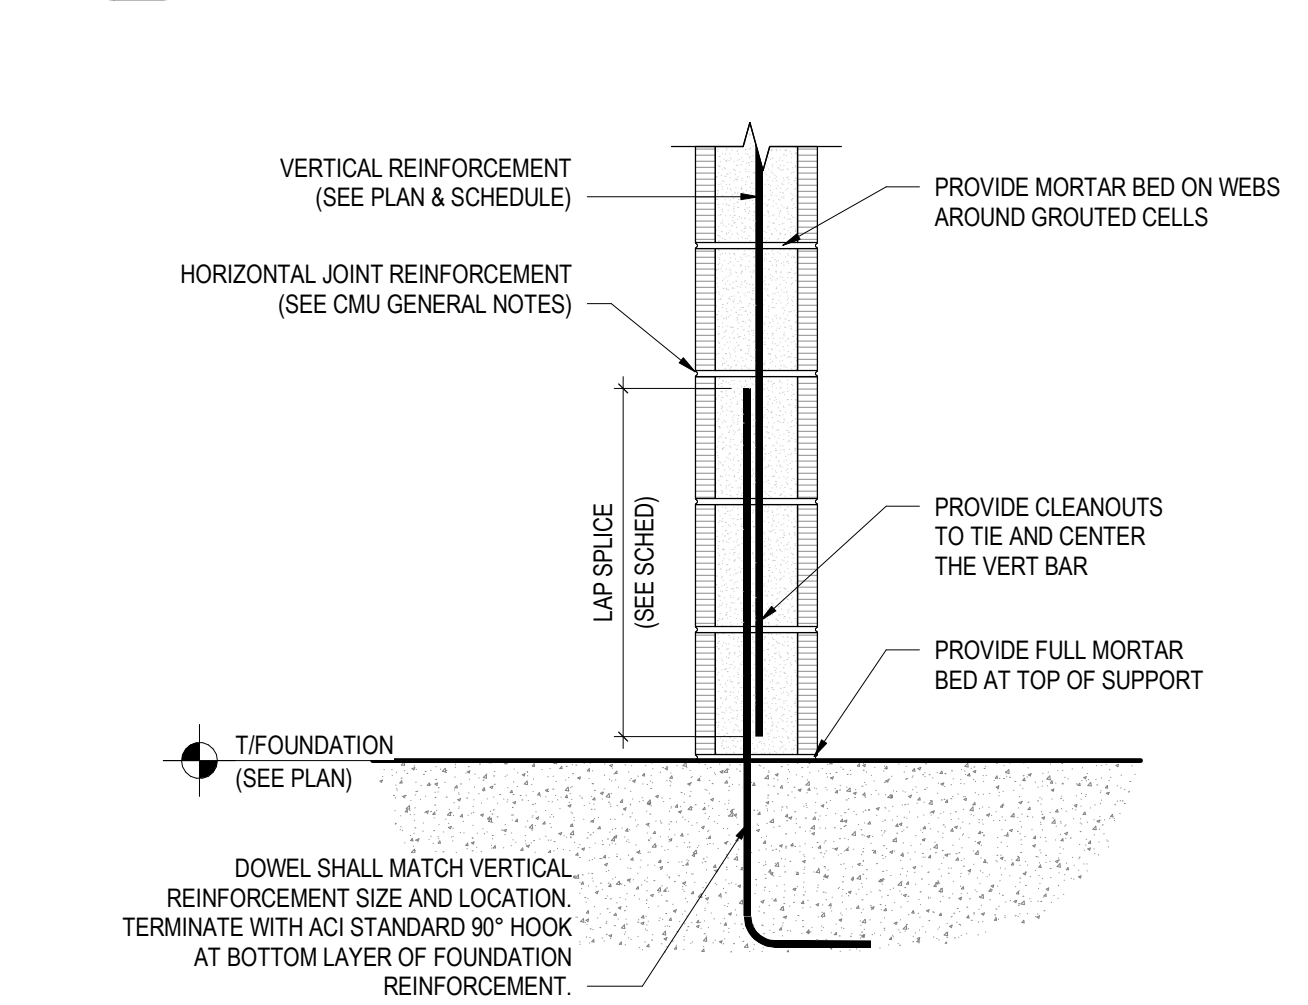 VERTICAL REINFORCEMENT
(SEE PLAN & SCHEDULE)
PROVIDE MORTAR BED ON WEBS
AROUND GROUTED CELLS
HORIZONTAL JOINT REINFORCEMENT
(SEE CMU GENERAL NOTES)
LAP SPLICE
(SEE SCHED)
PROVIDE CLEANOUTS
TO TIE AND CENTER
THE VERT BAR
PROVIDE FULL MORTAR
BED AT TOP OF SUPPORT
T/FOUNDATION
(SEE PLAN)
DOWEL SHALL MATCH VERTICAL
REINFORCEMENT SIZE AND LOCATION.
TERMINATE WITH ACI STANDARD 90° HOOK
AT BOTTOM LAYER OF FOUNDATION
REINFORCEMENT.